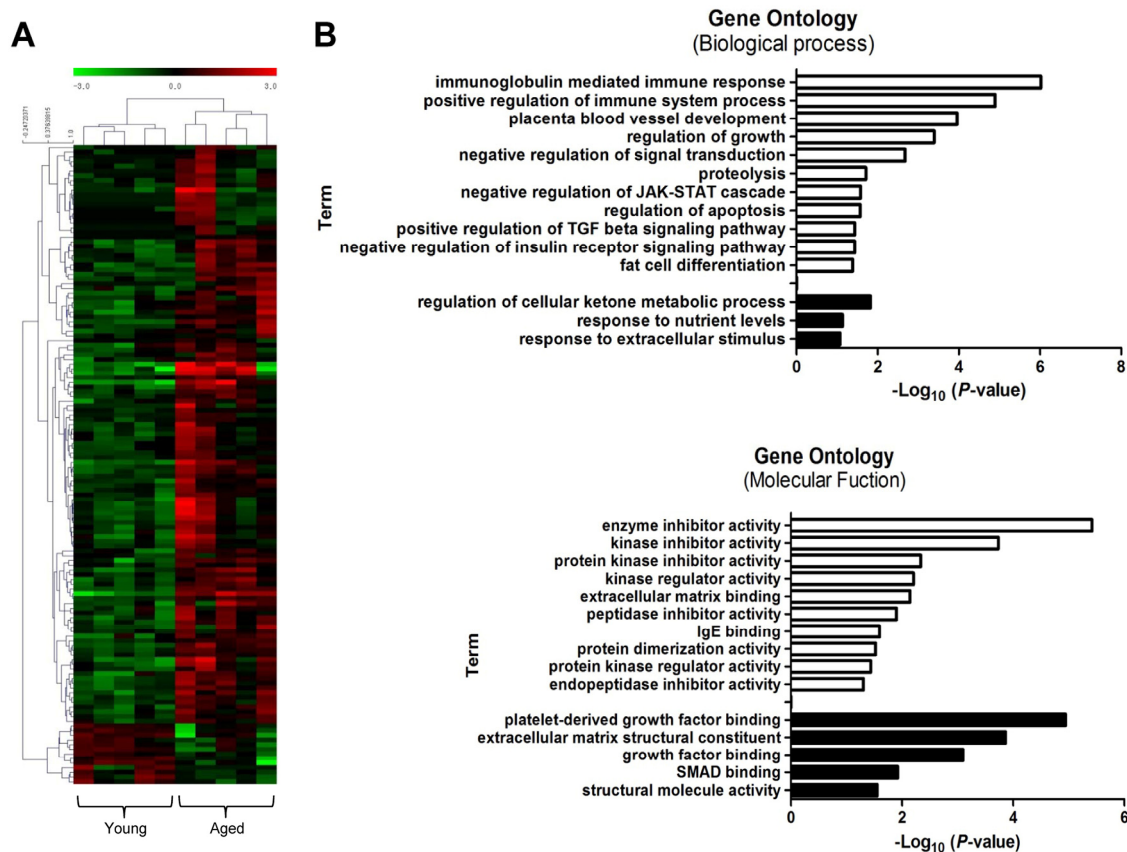 A
-3.0 0.0 3.0
-0.24723371
0.37639815
1.0
Young Aged
B
Gene Ontology
(Biological process)
Term
immunoglobulin mediated immune response
positive regulation of immune system process
placenta blood vessel development
regulation of growth
negative regulation of signal transduction
proteolysis
negative regulation of JAK-STAT cascade
regulation of apoptosis
positive regulation of TGF beta signaling pathway
negative regulation of insulin receptor signaling pathway
fat cell differentiation
regulation of cellular ketone metabolic process
response to nutrient levels
response to extracellular stimulus
0 2 4 6 8
-Log10 (P-value)
Gene Ontology
(Molecular Fuction)
Term
enzyme inhibitor activity
kinase inhibitor activity
protein kinase inhibitor activity
kinase regulator activity
extracellular matrix binding
peptidase inhibitor activity
IgE binding
protein dimerization activity
protein kinase regulator activity
endopeptidase inhibitor activity
platelet-derived growth factor binding
extracellular matrix structural constituent
growth factor binding
SMAD binding
structural molecule activity
0 2 4 6
-Log10 (P-value)